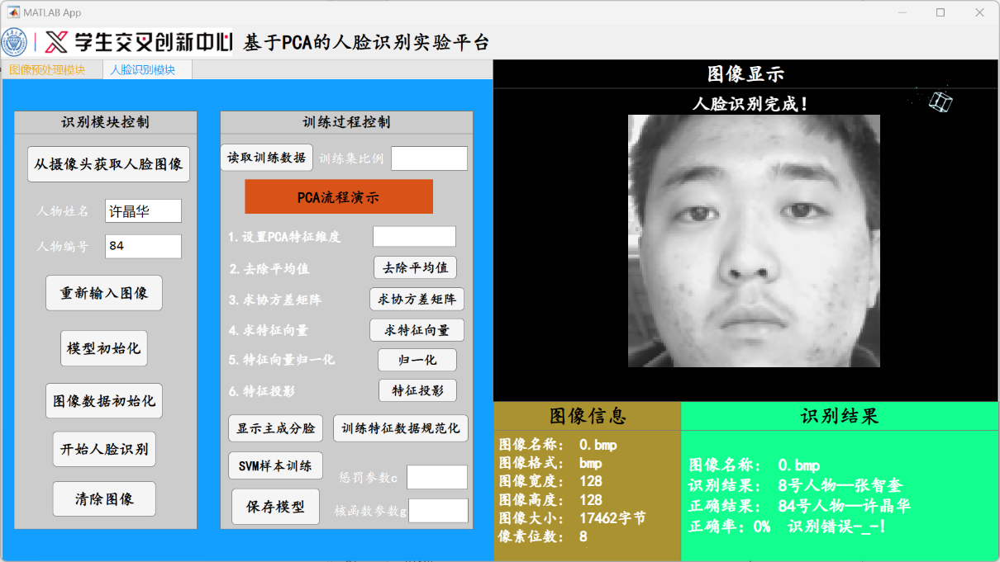 MATLAB App
学生交叉创新中心 基于PCA的人脸识别实验平台
图像预处理模块 人脸识别模块
识别模块控制
从摄像头获取人脸图像
人物姓名 许晶华
人物编号 84
重新输入图像
模型初始化
图像数据初始化
开始人脸识别
清除图像
训练过程控制
读取训练数据 训练集比例
PCA流程演示
1.设置PCA特征维度
2.去除平均值 去除平均值
3.求协方差矩阵 求协方差矩阵
4.求特征向量 求特征向量
5.特征向量归一化 归一化
6.特征投影 特征投影
显示主成分脸 训练特征数据规范化
SVM样本训练 惩罚参数c
保存模型 核函数参数g
图像显示
人脸识别完成!
图像信息
图像名称: 0.bmp
图像格式: bmp
图像宽度: 128
图像高度: 128
图像大小: 17462字节
像素位数: 8
识别结果
图像名称: 0.bmp
识别结果: 8号人物——张智奎
正确结果: 84号人物——许晶华
正确率: 0% 识别错误-_-!